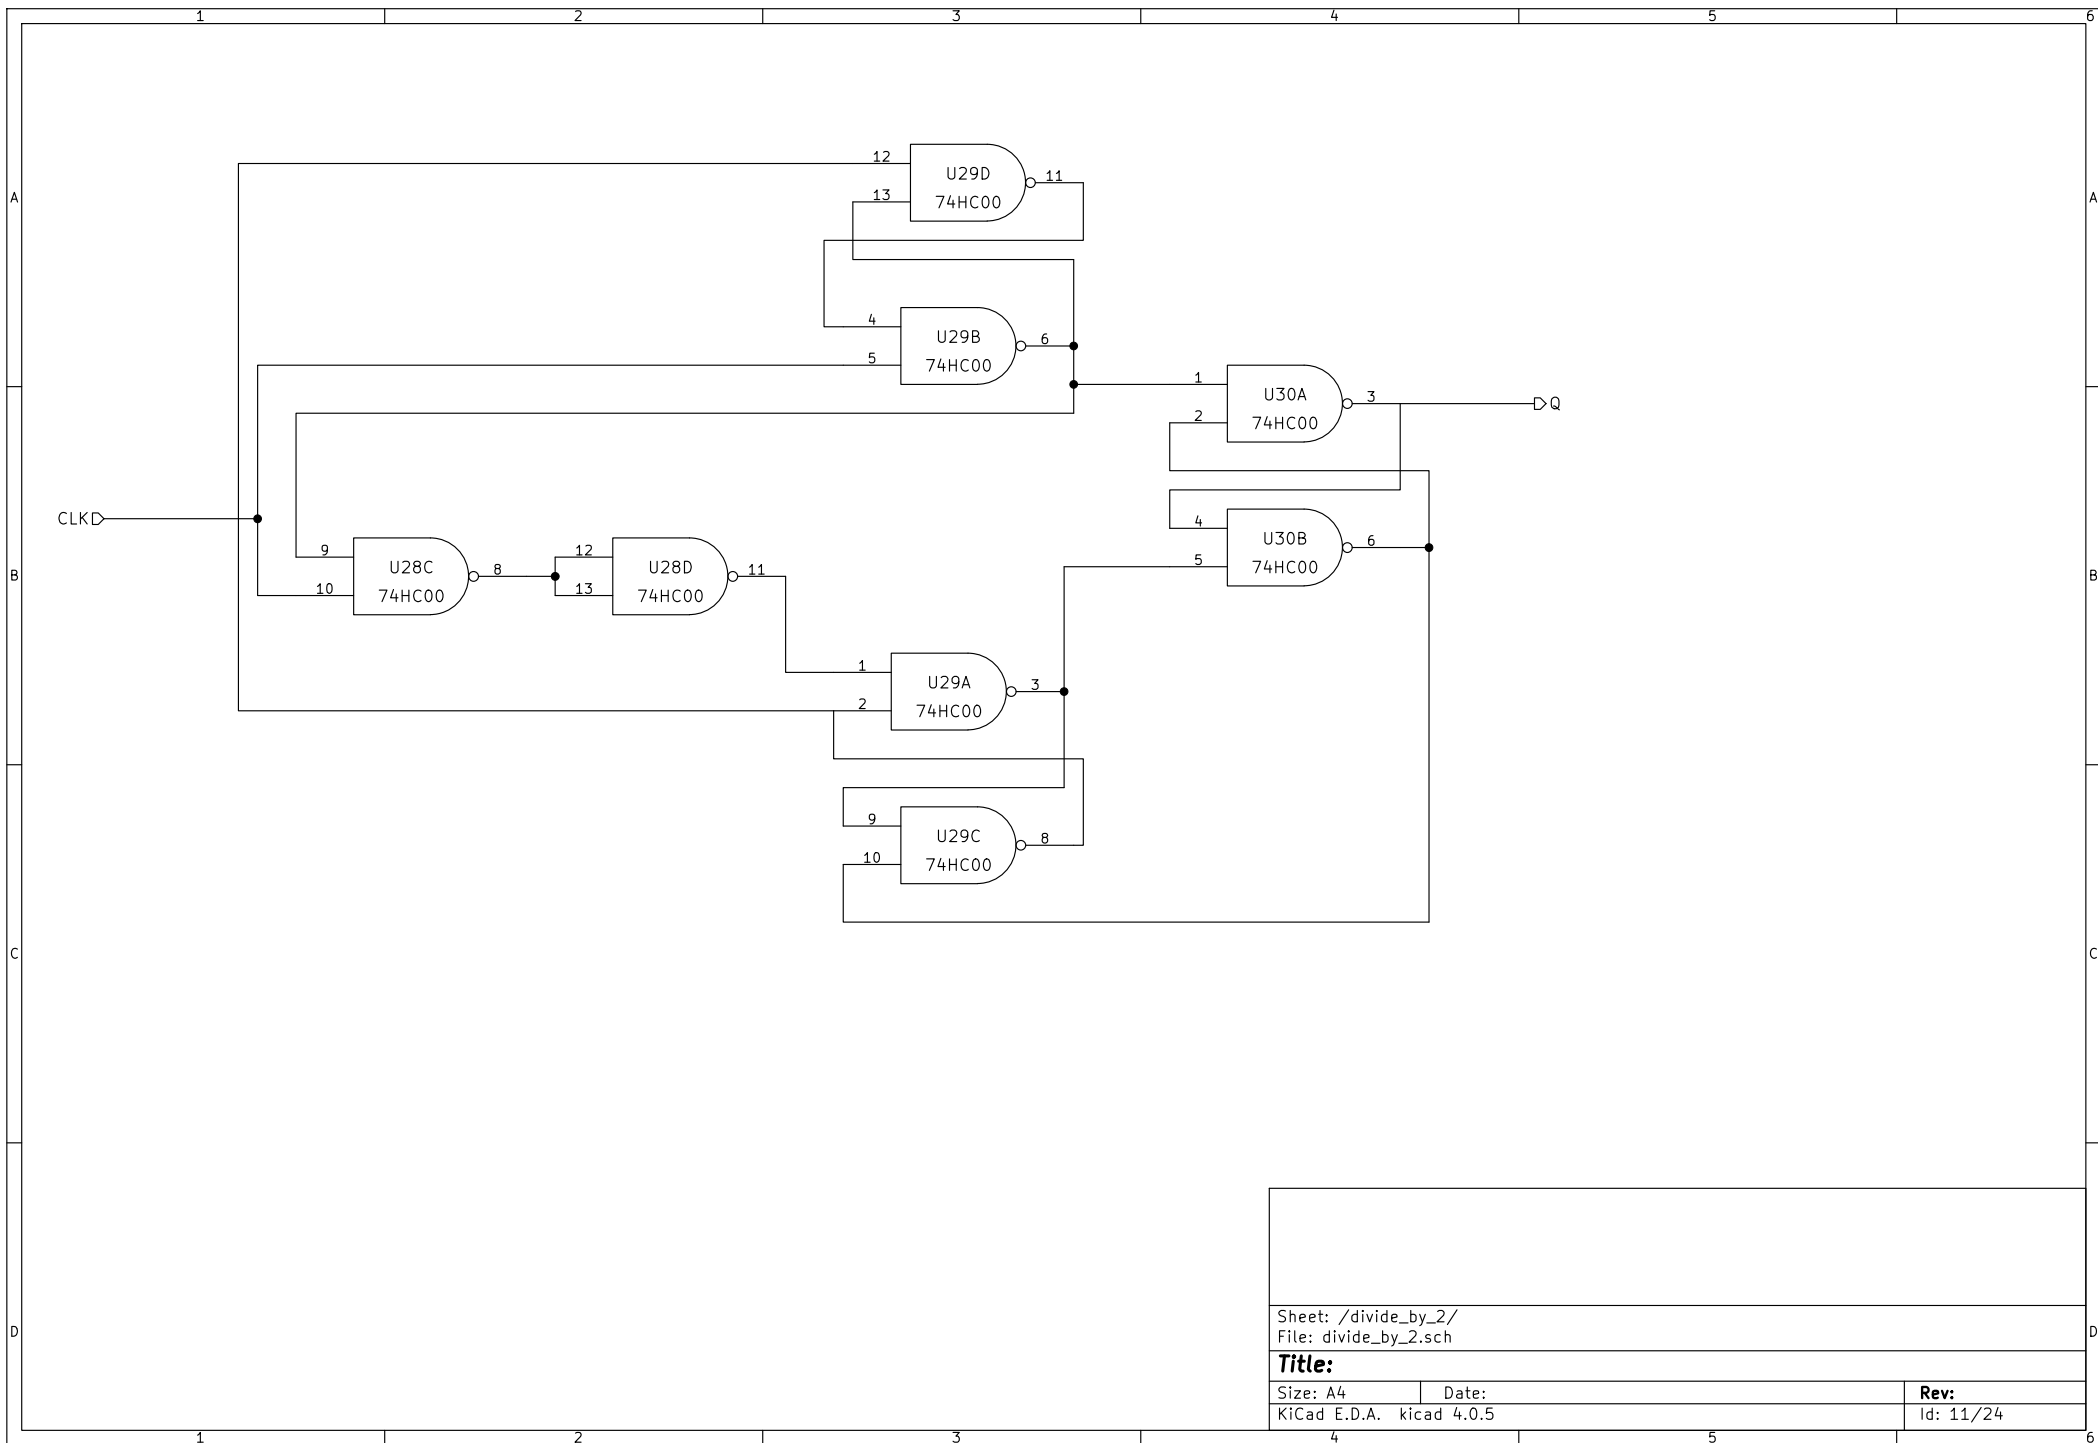 1 2 3 4 5 6
12 U29D 11
A 13 74HC00 A
4 U29B 6
5 74HC00
1 U30A 3 Q
2 74HC00
CLK
4 U30B 6
5 74HC00
9 U28C 8 12 U28D 11
B 10 74HC00 13 74HC00 B
1 U29A 3
2 74HC00
9 U29C 8
10 74HC00
C C
Sheet: /divide_by_2/
D File: divide_by_2.sch D
Title:
Size: A4 Date: Rev:
KiCad E.D.A. kicad 4.0.5 Id: 11/24
1 2 3 4 5 6